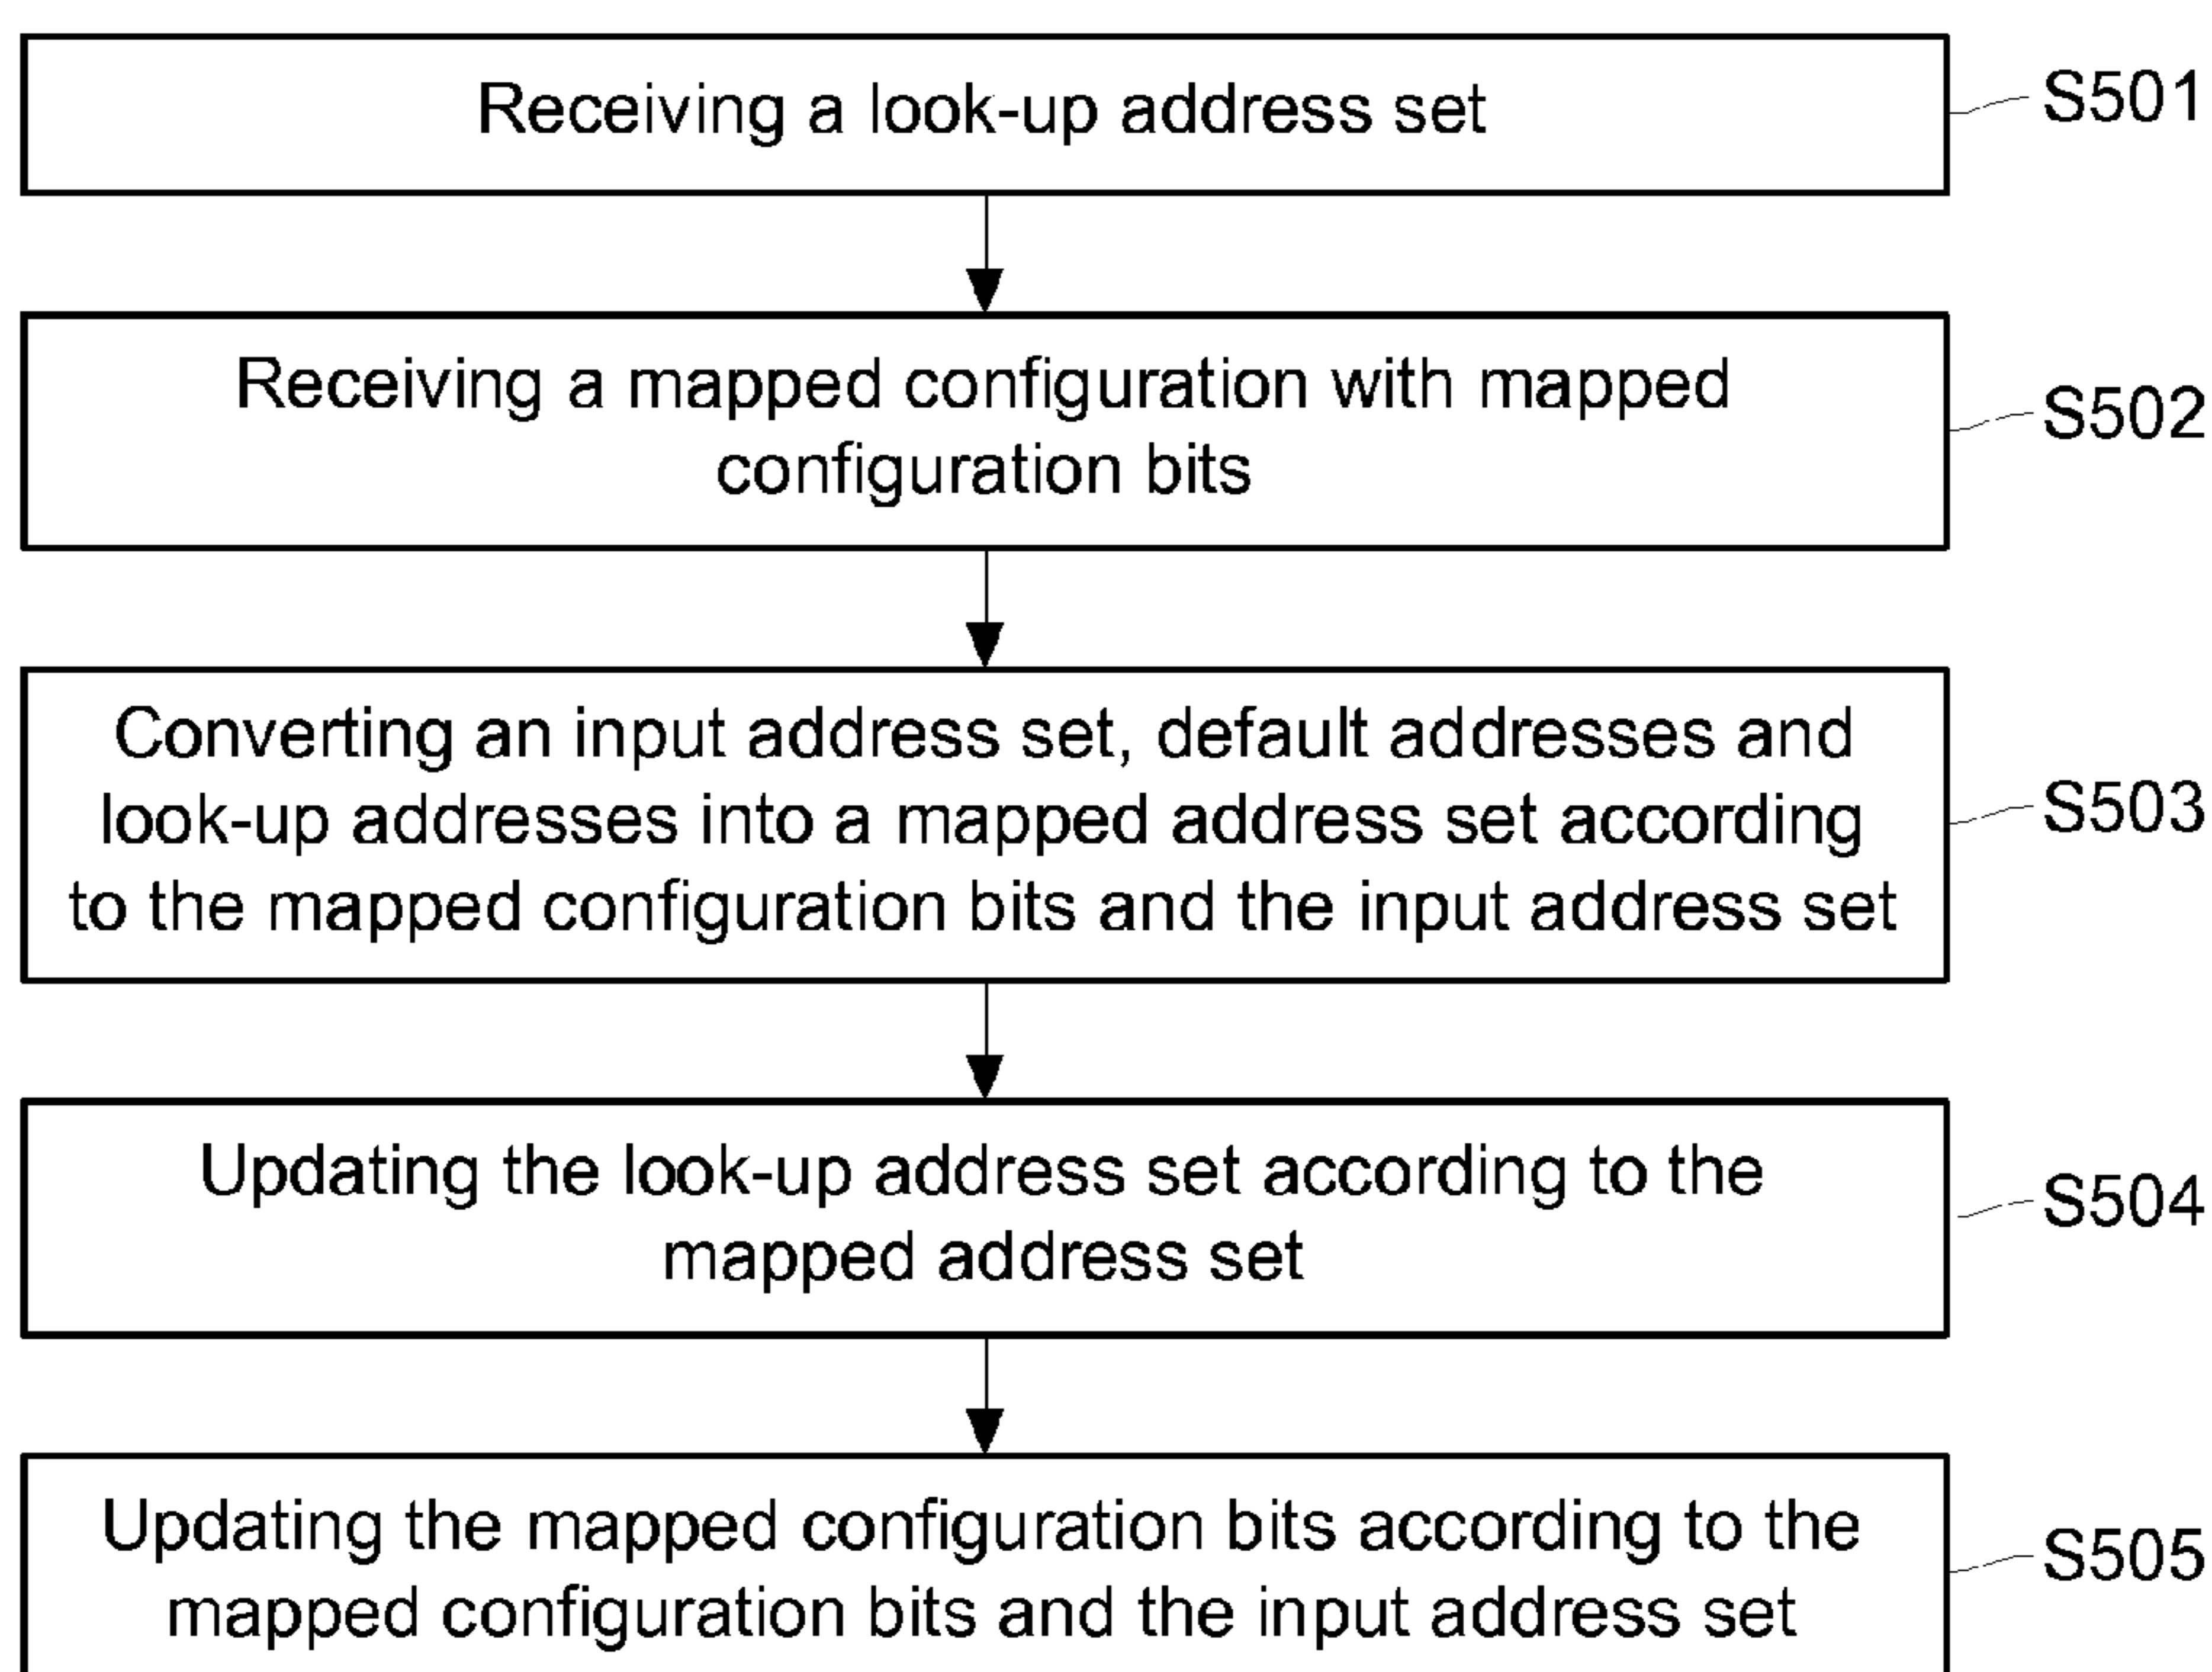 Receiving a look-up address set
S501
Receiving a mapped configuration with mapped
configuration bits
S502
Converting an input address set, default addresses and
look-up addresses into a mapped address set according
to the mapped configuration bits and the input address set
S503
Updating the look-up address set according to the
mapped address set
S504
Updating the mapped configuration bits according to the
mapped configuration bits and the input address set
S505